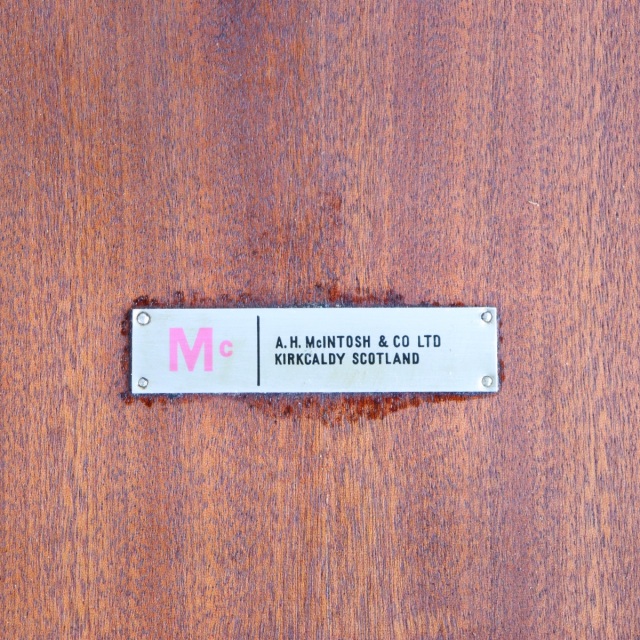 Mc
A.H. McINTOSH & CO LTD
KIRKCALDY SCOTLAND